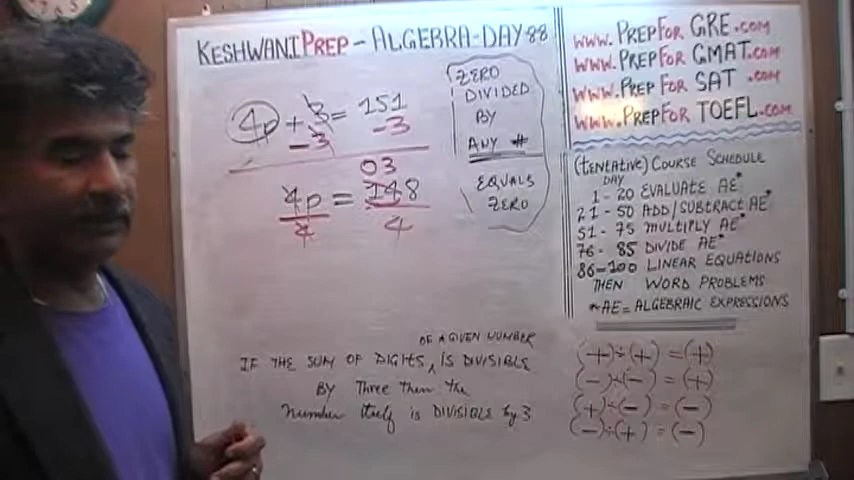 KESHWANIPREP - ALGEBRA - DAY 88
4p + 3 = 151
-3 -3
03
4p = 148
4 4
ZERO
DIVIDED
BY
ANY #
EQUALS
ZERO
OF A GIVEN NUMBER
IF THE SUM OF DIGITS, IS DIVISIBLE
BY Three Then the
Number itself is DIVISIBLE by 3
www.PREPFOR GRE.com
www.PREPFOR GMAT.com
www.PREPFOR SAT.com
www.PREPFOR TOEFL.com
(TENTATIVE) COURSE SCHEDULE
DAY
1 - 20 EVALUATE AE*
21 - 50 ADD/SUBTRACT AE*
51 - 75 MULTIPLY AE*
76 - 85 DIVIDE AE*
86 - 100 LINEAR EQUATIONS
THEN WORD PROBLEMS
*AE = ALGEBRAIC EXPRESSIONS
(+)÷(+) = (+)
(-)÷(-) = (+)
(+)÷(-) = (-)
(-)÷(+) = (-)